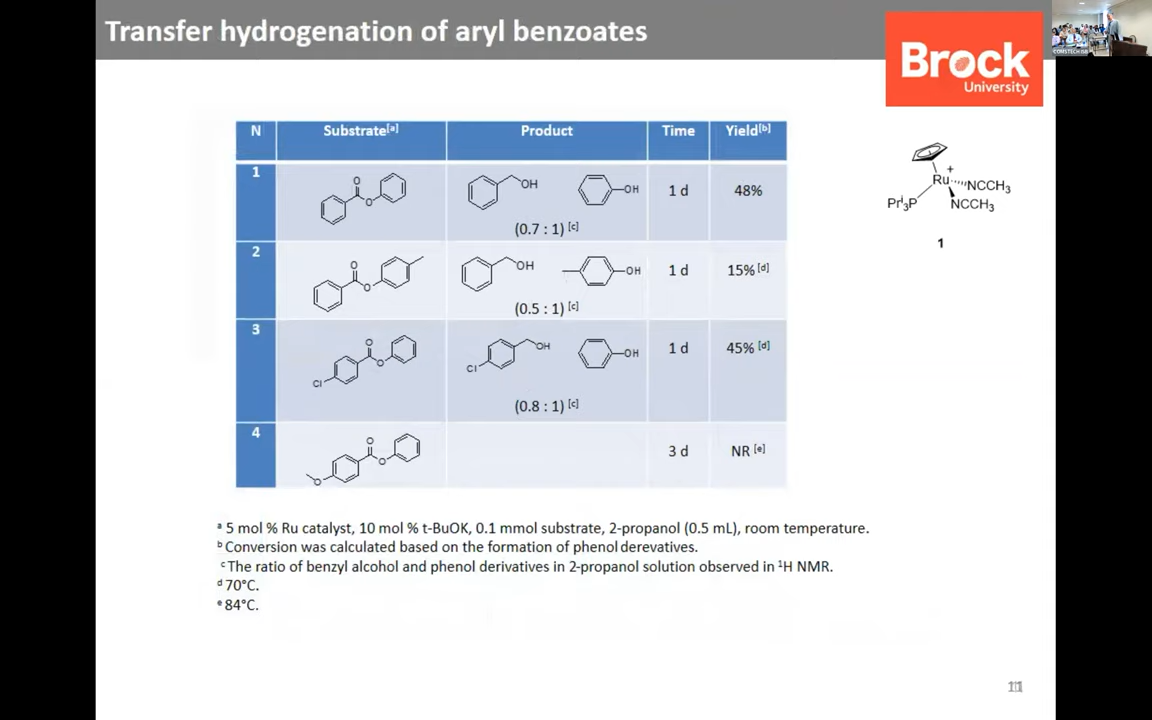 Transfer hydrogenation of aryl benzoates
Brock
University
COMSTECH ISB
N Substrate[a] Product Time Yield[b]
1 O O OH OH 1 d 48%
(0.7 : 1) [c]
2 O O OH OH 1 d 15% [d]
(0.5 : 1) [c]
3 O O Cl OH Cl OH 1 d 45% [d]
(0.8 : 1) [c]
4 O O O 3 d NR [e]
+
Ru NCCH3
Pri3P NCCH3
1
a 5 mol % Ru catalyst, 10 mol % t-BuOK, 0.1 mmol substrate, 2-propanol (0.5 mL), room temperature.
b Conversion was calculated based on the formation of phenol derevatives.
c The ratio of benzyl alcohol and phenol derivatives in 2-propanol solution observed in 1H NMR.
d 70°C.
e 84°C.
11